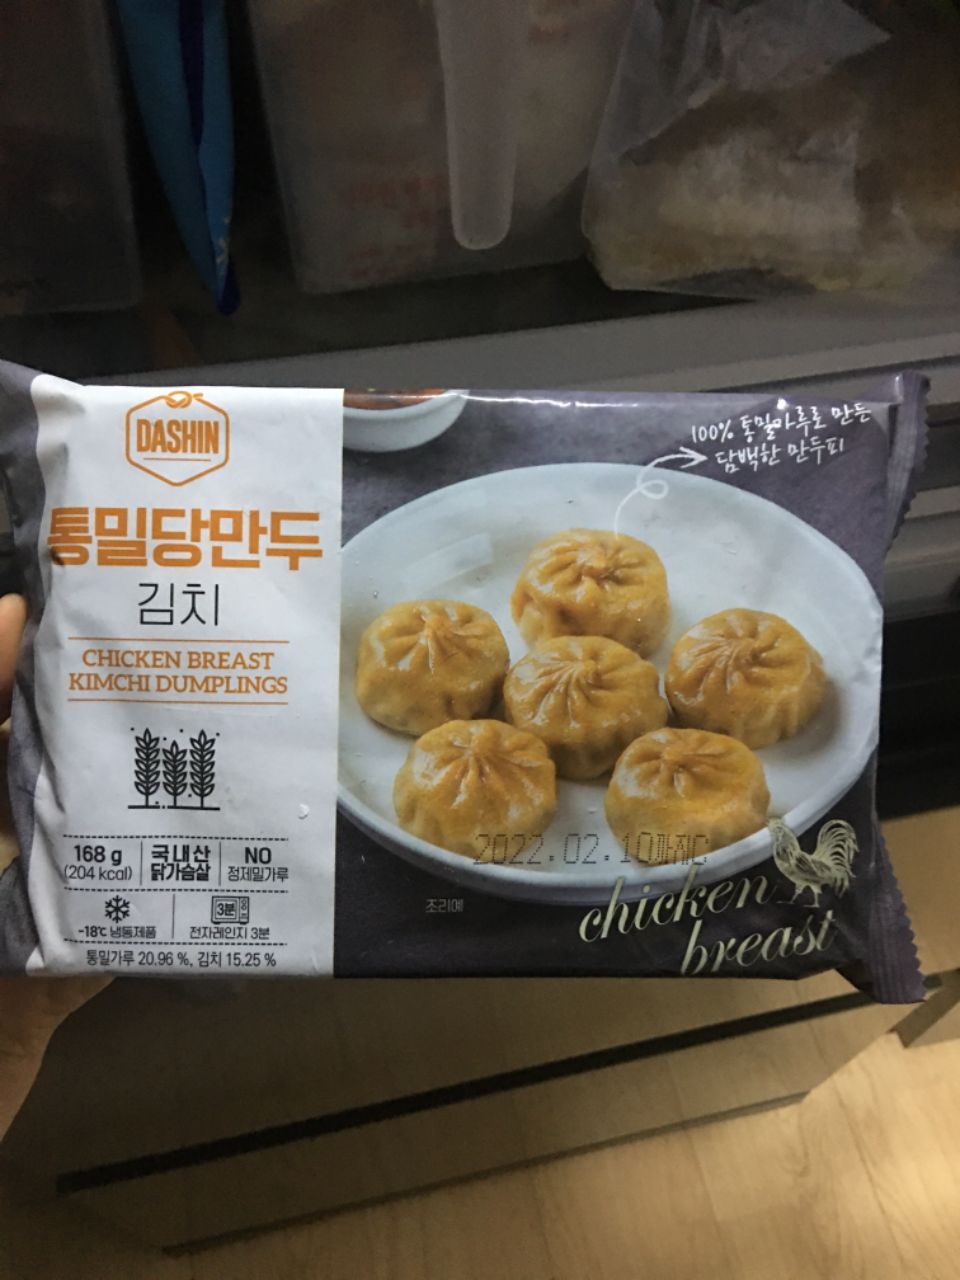 DASHIN
통밀당만두
김치
CHICKEN BREAST
KIMCHI DUMPLINGS
168 g
(204 kcal)
국내산
닭가슴살
NO
정제밀가루
-18℃ 냉동제품
3분
전자레인지 3분
통밀가루 20.96 %, 김치 15.25 %
100% 통밀가루로 만든
담백한 만두피
2022.02.10까지C
조리예
chicken
breast